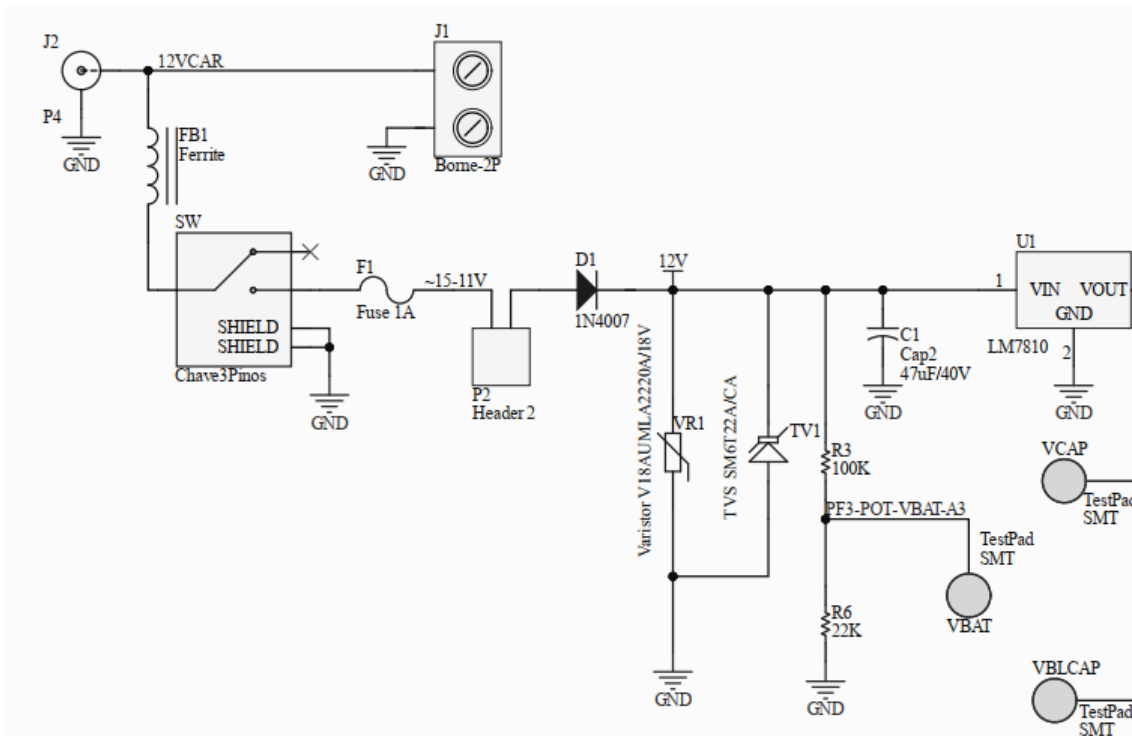 J2
12VCAR
J1
P4
GND
FB1
Ferrite
GND
Borne-2P
SW
F1
Fuse 1A
~15-11V
D1
1N4007
12V
U1
1
VIN
VOUT
GND
LM7810
2
GND
SHIELD
SHIELD
Chave3Pinos
GND
P2
Header 2
C1
Cap2
47uF/40V
GND
Varistor V18AUMLA2220A/18V
VR1
TVS SM6T22A/CA
TV1
R3
100K
PF3-POT-VBAT-A3
TestPad
SMT
VBAT
R6
22K
GND
GND
VCAP
TestPad
SMT
VBLCAP
TestPad
SMT